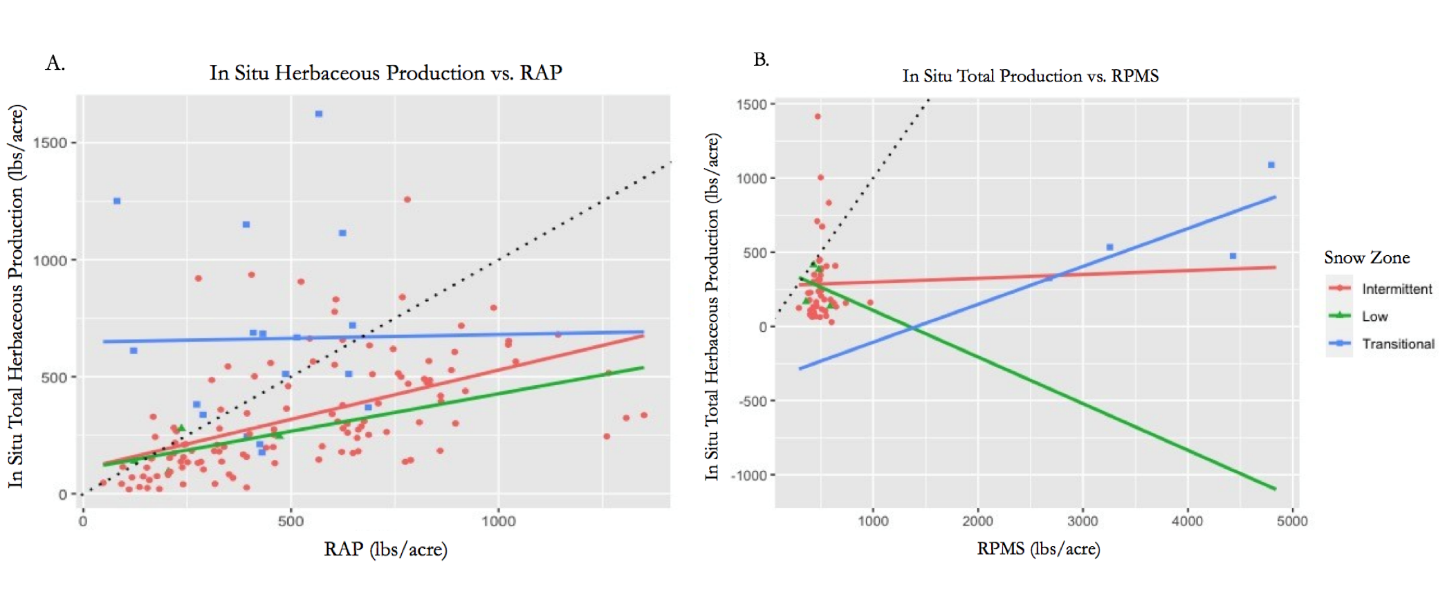 A.
In Situ Herbaceous Production vs. RAP
In Situ Total Herbaceous Production (lbs/acre)
1500
1000
500
0
0 500 1000
RAP (lbs/acre)
B.
In Situ Total Production vs. RPMS
In Situ Total Herbaceous Production (lbs/acre)
1500
1000
500
0
-500
-1000
1000 2000 3000 4000 5000
RPMS (lbs/acre)
Snow Zone
Intermittent
Low
Transitional